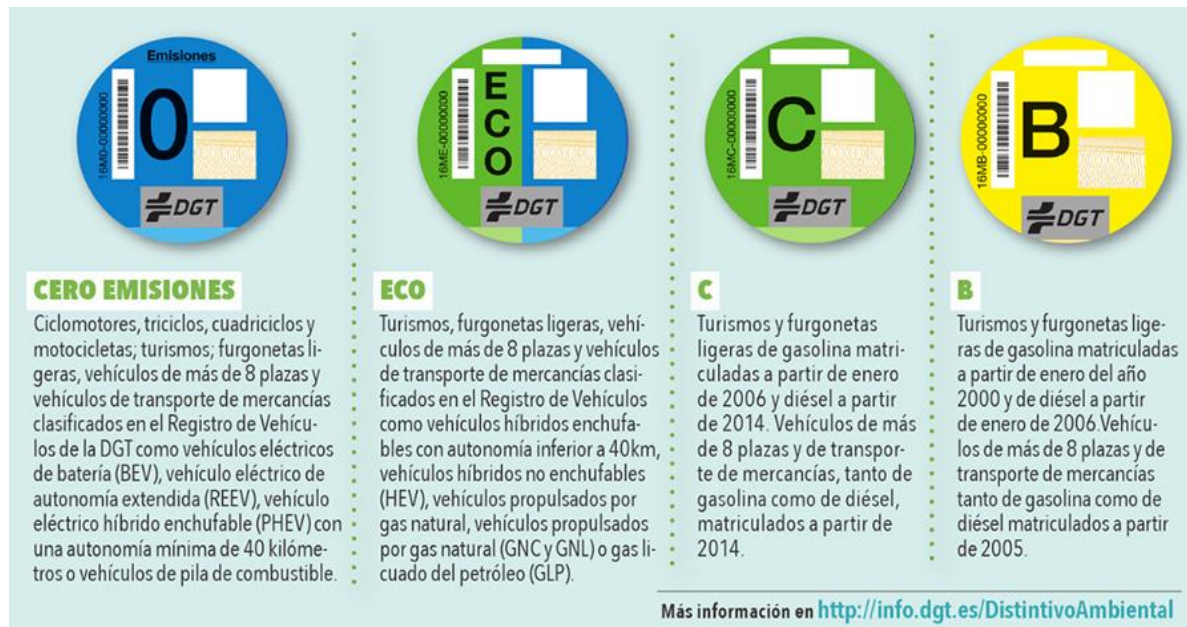 Emisiones
16M0-00000000
0
DGT
CERO EMISIONES
Ciclomotores, triciclos, cuadriciclos y
motocicletas; turismos; furgonetas li-
geras, vehículos de más de 8 plazas y
vehículos de transporte de mercancías
clasificados en el Registro de Vehícu-
los de la DGT como vehículos eléctricos
de batería (BEV), vehículo eléctrico de
autonomía extendida (REEV), vehículo
eléctrico híbrido enchufable (PHEV) con
una autonomía mínima de 40 kilóme-
tros o vehículos de pila de combustible.
16ME-00000000
E
C
O
DGT
ECO
Turismos, furgonetas ligeras, vehí-
culos de más de 8 plazas y vehículos
de transporte de mercancías clasi-
ficados en el Registro de Vehículos
como vehículos híbridos enchufa-
bles con autonomía inferior a 40km,
vehículos híbridos no enchufables
(HEV), vehículos propulsados por
gas natural, vehículos propulsados
por gas natural (GNC y GNL) o gas li-
cuado del petróleo (GLP).
16MC-00000000
C
DGT
C
Turismos y furgonetas
ligeras de gasolina matri-
culadas a partir de enero
de 2006 y diésel a partir
de 2014. Vehículos de más
de 8 plazas y de transpor-
te de mercancías, tanto de
gasolina como de diésel,
matriculados a partir de
2014.
16MB-00000000
B
DGT
B
Turismos y furgonetas lige-
ras de gasolina matriculadas
a partir de enero del año
2000 y de diésel a partir
de enero de 2006.Vehícu-
los de más de 8 plazas y de
transporte de mercancías
tanto de gasolina como de
diésel matriculados a partir
de 2005.
Más información en http://info.dgt.es/DistintivoAmbiental